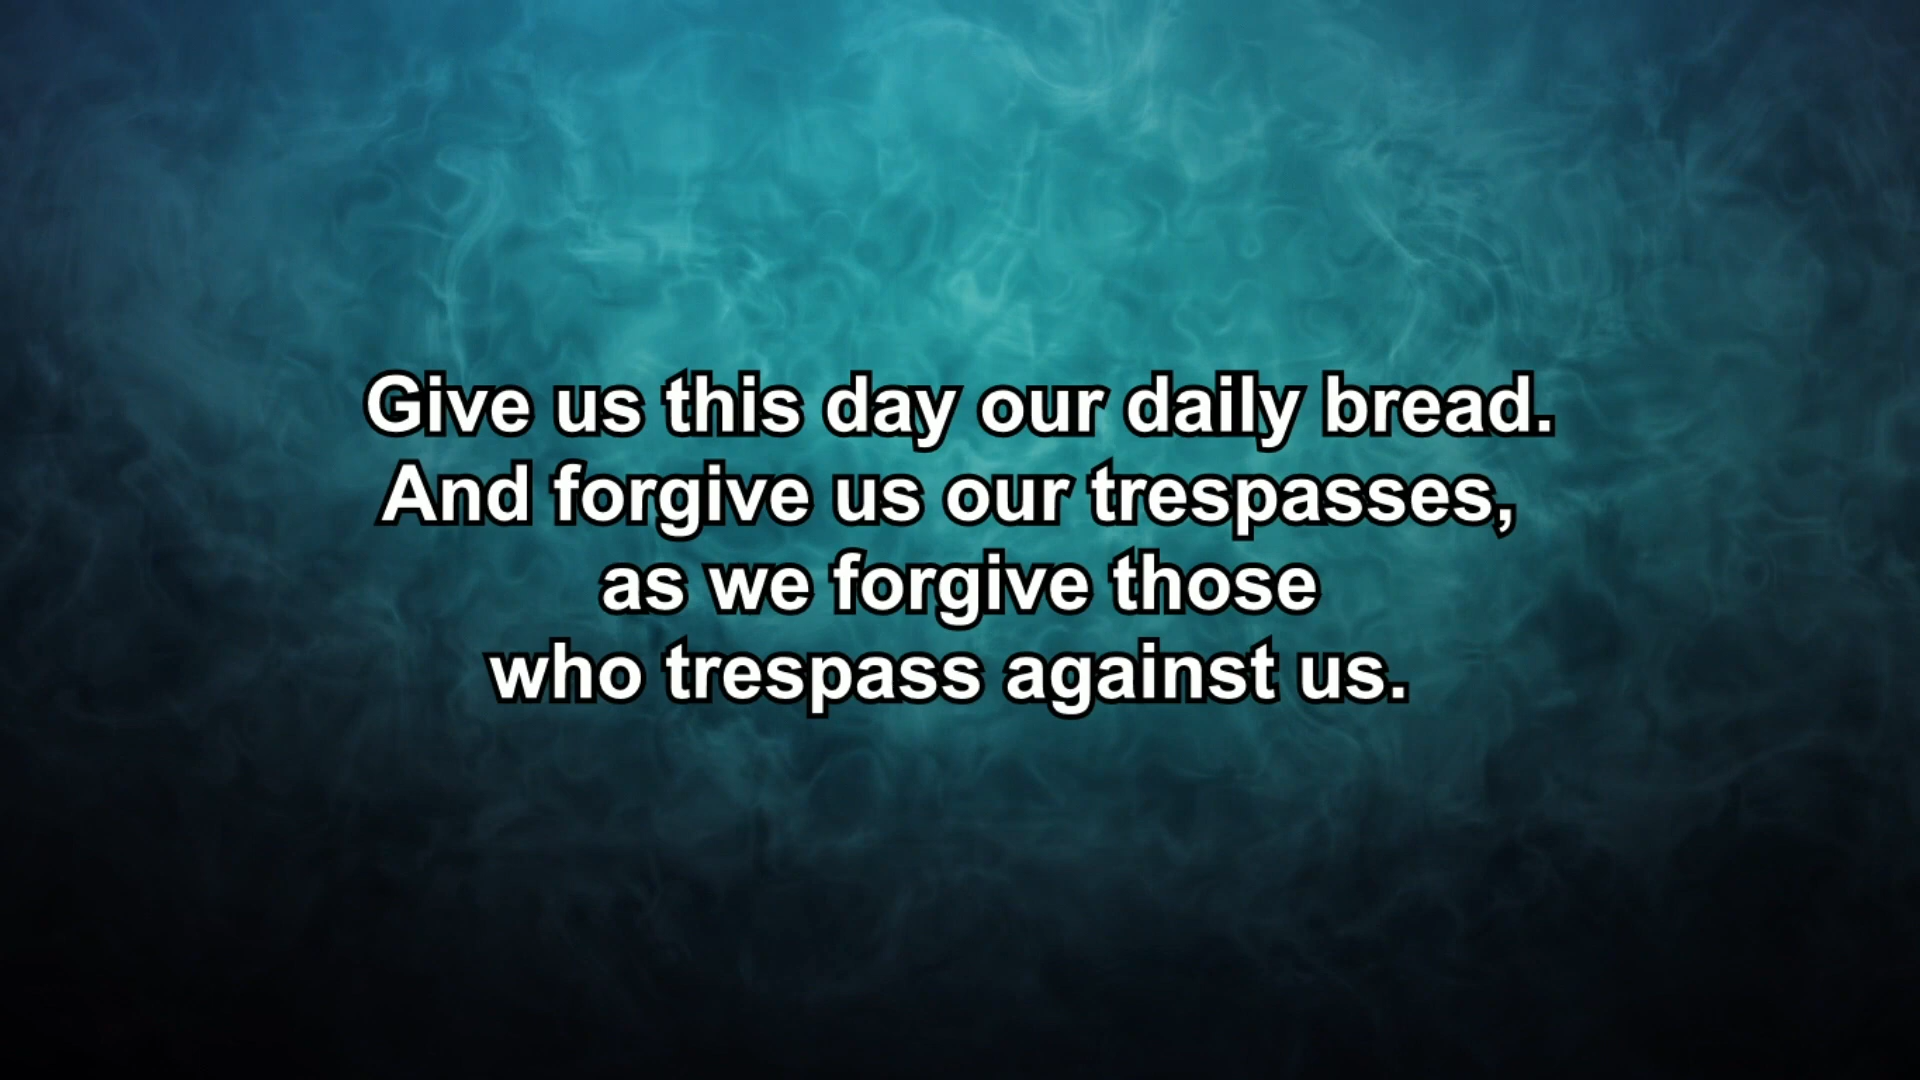 Give us this day our daily bread.
And forgive us our trespasses,
as we forgive those
who trespass against us.